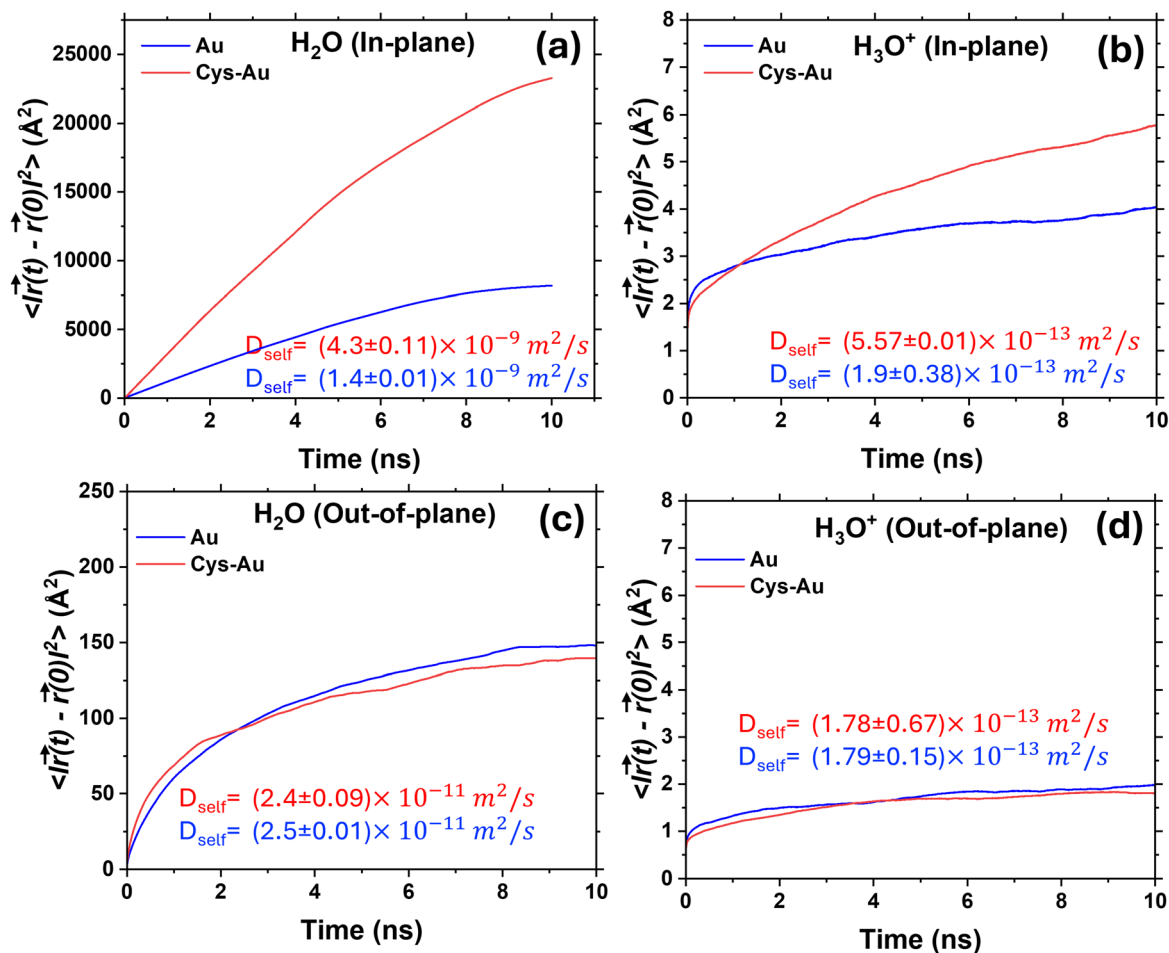 H₂O (In-plane)
(a)
Au
Cys-Au
25000
20000
15000
10000
5000
0
<|r⃗(t) - r⃗(0)|²> (Å²)
D_self= (4.3±0.11)× 10⁻⁹ m²/s
D_self= (1.4±0.01)× 10⁻⁹ m²/s
0 2 4 6 8 10
Time (ns)
H₃O⁺ (In-plane)
(b)
Au
Cys-Au
8
7
6
5
4
3
2
1
0
<|r⃗(t) - r⃗(0)|²> (Å²)
D_self= (5.57±0.01)× 10⁻¹³ m²/s
D_self= (1.9±0.38)× 10⁻¹³ m²/s
0 2 4 6 8 10
Time (ns)
H₂O (Out-of-plane)
(c)
Au
Cys-Au
250
200
150
100
50
0
<|r⃗(t) - r⃗(0)|²> (Å²)
D_self= (2.4±0.09)× 10⁻¹¹ m²/s
D_self= (2.5±0.01)× 10⁻¹¹ m²/s
0 2 4 6 8 10
Time (ns)
H₃O⁺ (Out-of-plane)
(d)
Au
Cys-Au
8
7
6
5
4
3
2
1
0
<|r⃗(t) - r⃗(0)|²> (Å²)
D_self= (1.78±0.67)× 10⁻¹³ m²/s
D_self= (1.79±0.15)× 10⁻¹³ m²/s
0 2 4 6 8 10
Time (ns)